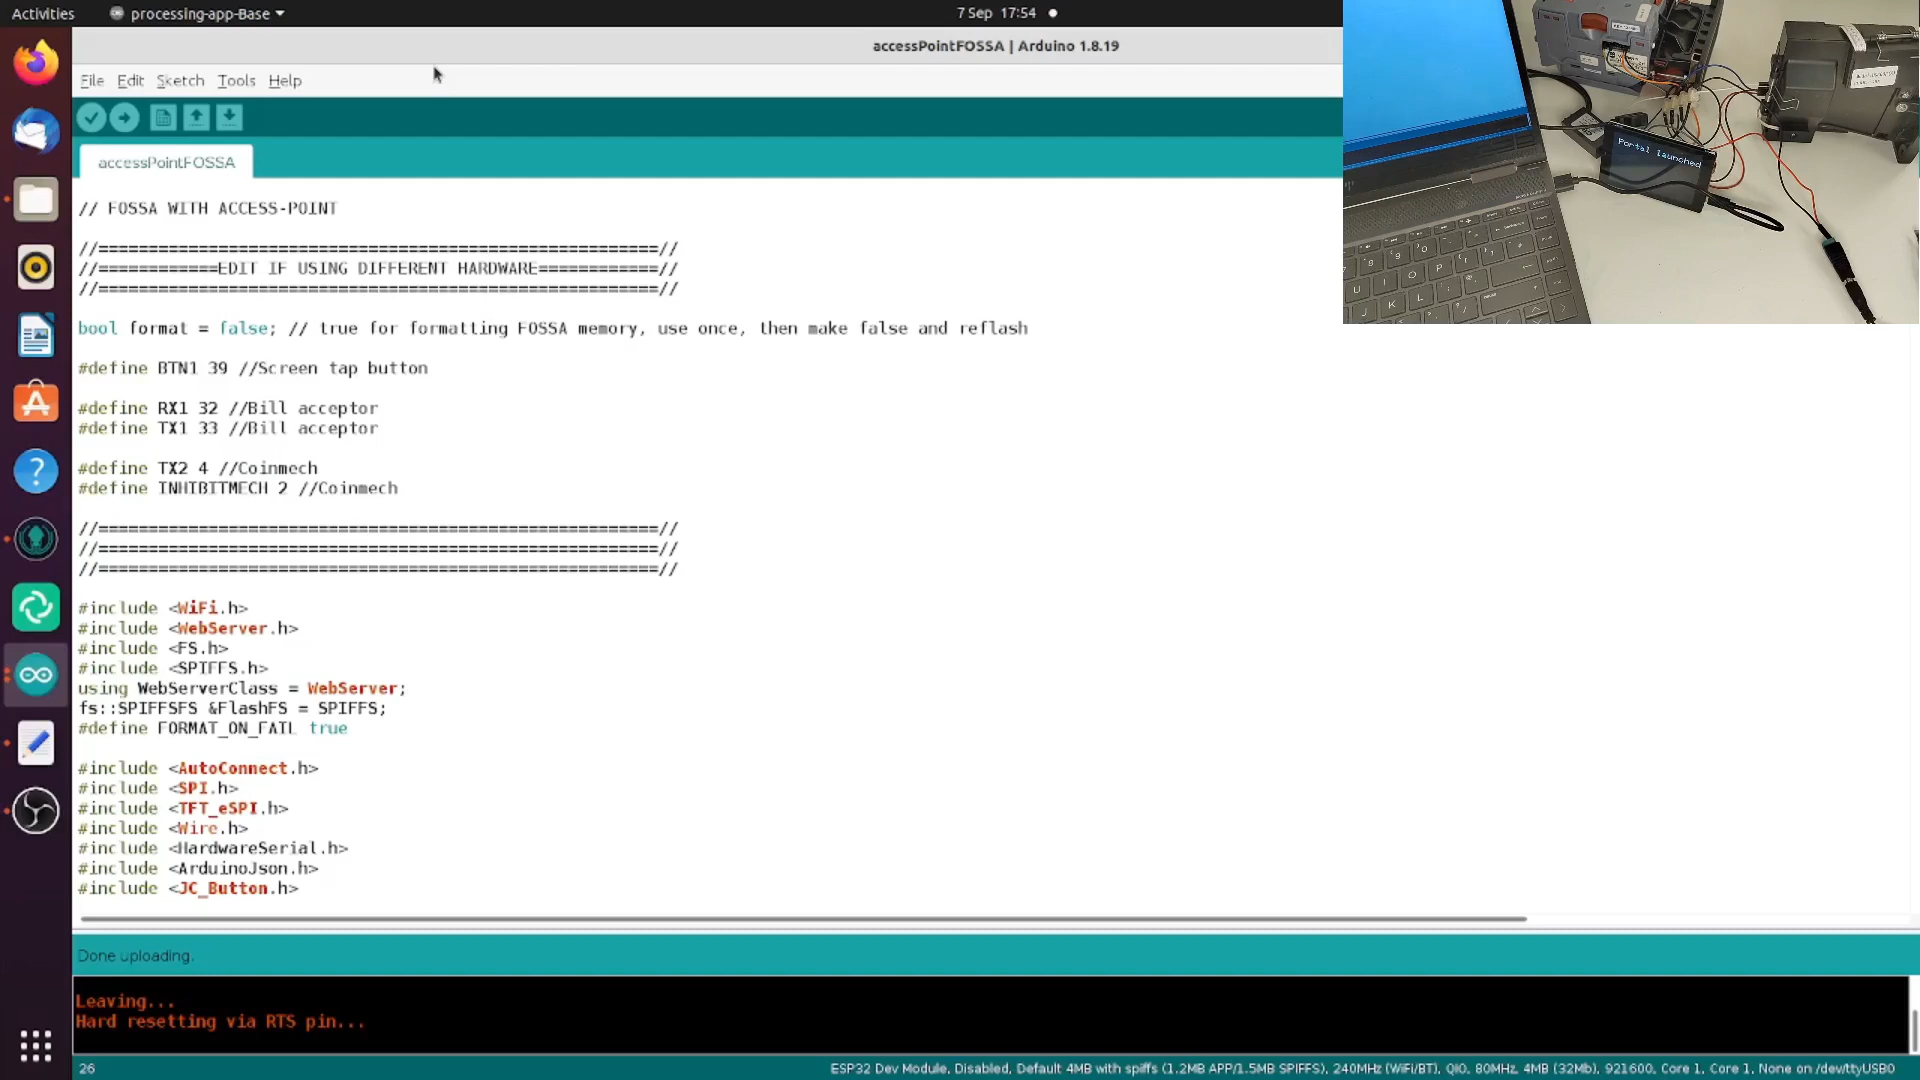 Activities
processing-app-Base
7 Sep 17:54
accessPointFOSSA | Arduino 1.8.19
File Edit Sketch Tools Help
accessPointFOSSA
// FOSSA WITH ACCESS-POINT
//========================================================//
//============EDIT IF USING DIFFERENT HARDWARE============//
//========================================================//
bool format = false; // true for formatting FOSSA memory, use once, then make false and reflash
#define BTN1 39 //Screen tap button
#define RX1 32 //Bill acceptor
#define TX1 33 //Bill acceptor
#define TX2 4 //Coinmech
#define INHIBITMECH 2 //Coinmech
//========================================================//
//========================================================//
//========================================================//
#include <WiFi.h>
#include <WebServer.h>
#include <FS.h>
#include <SPIFFS.h>
using WebServerClass = WebServer;
fs::SPIFFSFS &FlashFS = SPIFFS;
#define FORMAT_ON_FAIL true
#include <AutoConnect.h>
#include <SPI.h>
#include <TFT_eSPI.h>
#include <Wire.h>
#include <HardwareSerial.h>
#include <ArduinoJson.h>
#include <JC_Button.h>
Done uploading.
Leaving...
Hard resetting via RTS pin...
26
ESP32 Dev Module, Disabled, Default 4MB with spiffs (1.2MB APP/1.5MB SPIFFS), 240MHz (WiFi/BT), QIO, 80MHz, 4MB (32Mb), 921600, Core 1, Core 1, None on /dev/ttyUSB0
Portal launched